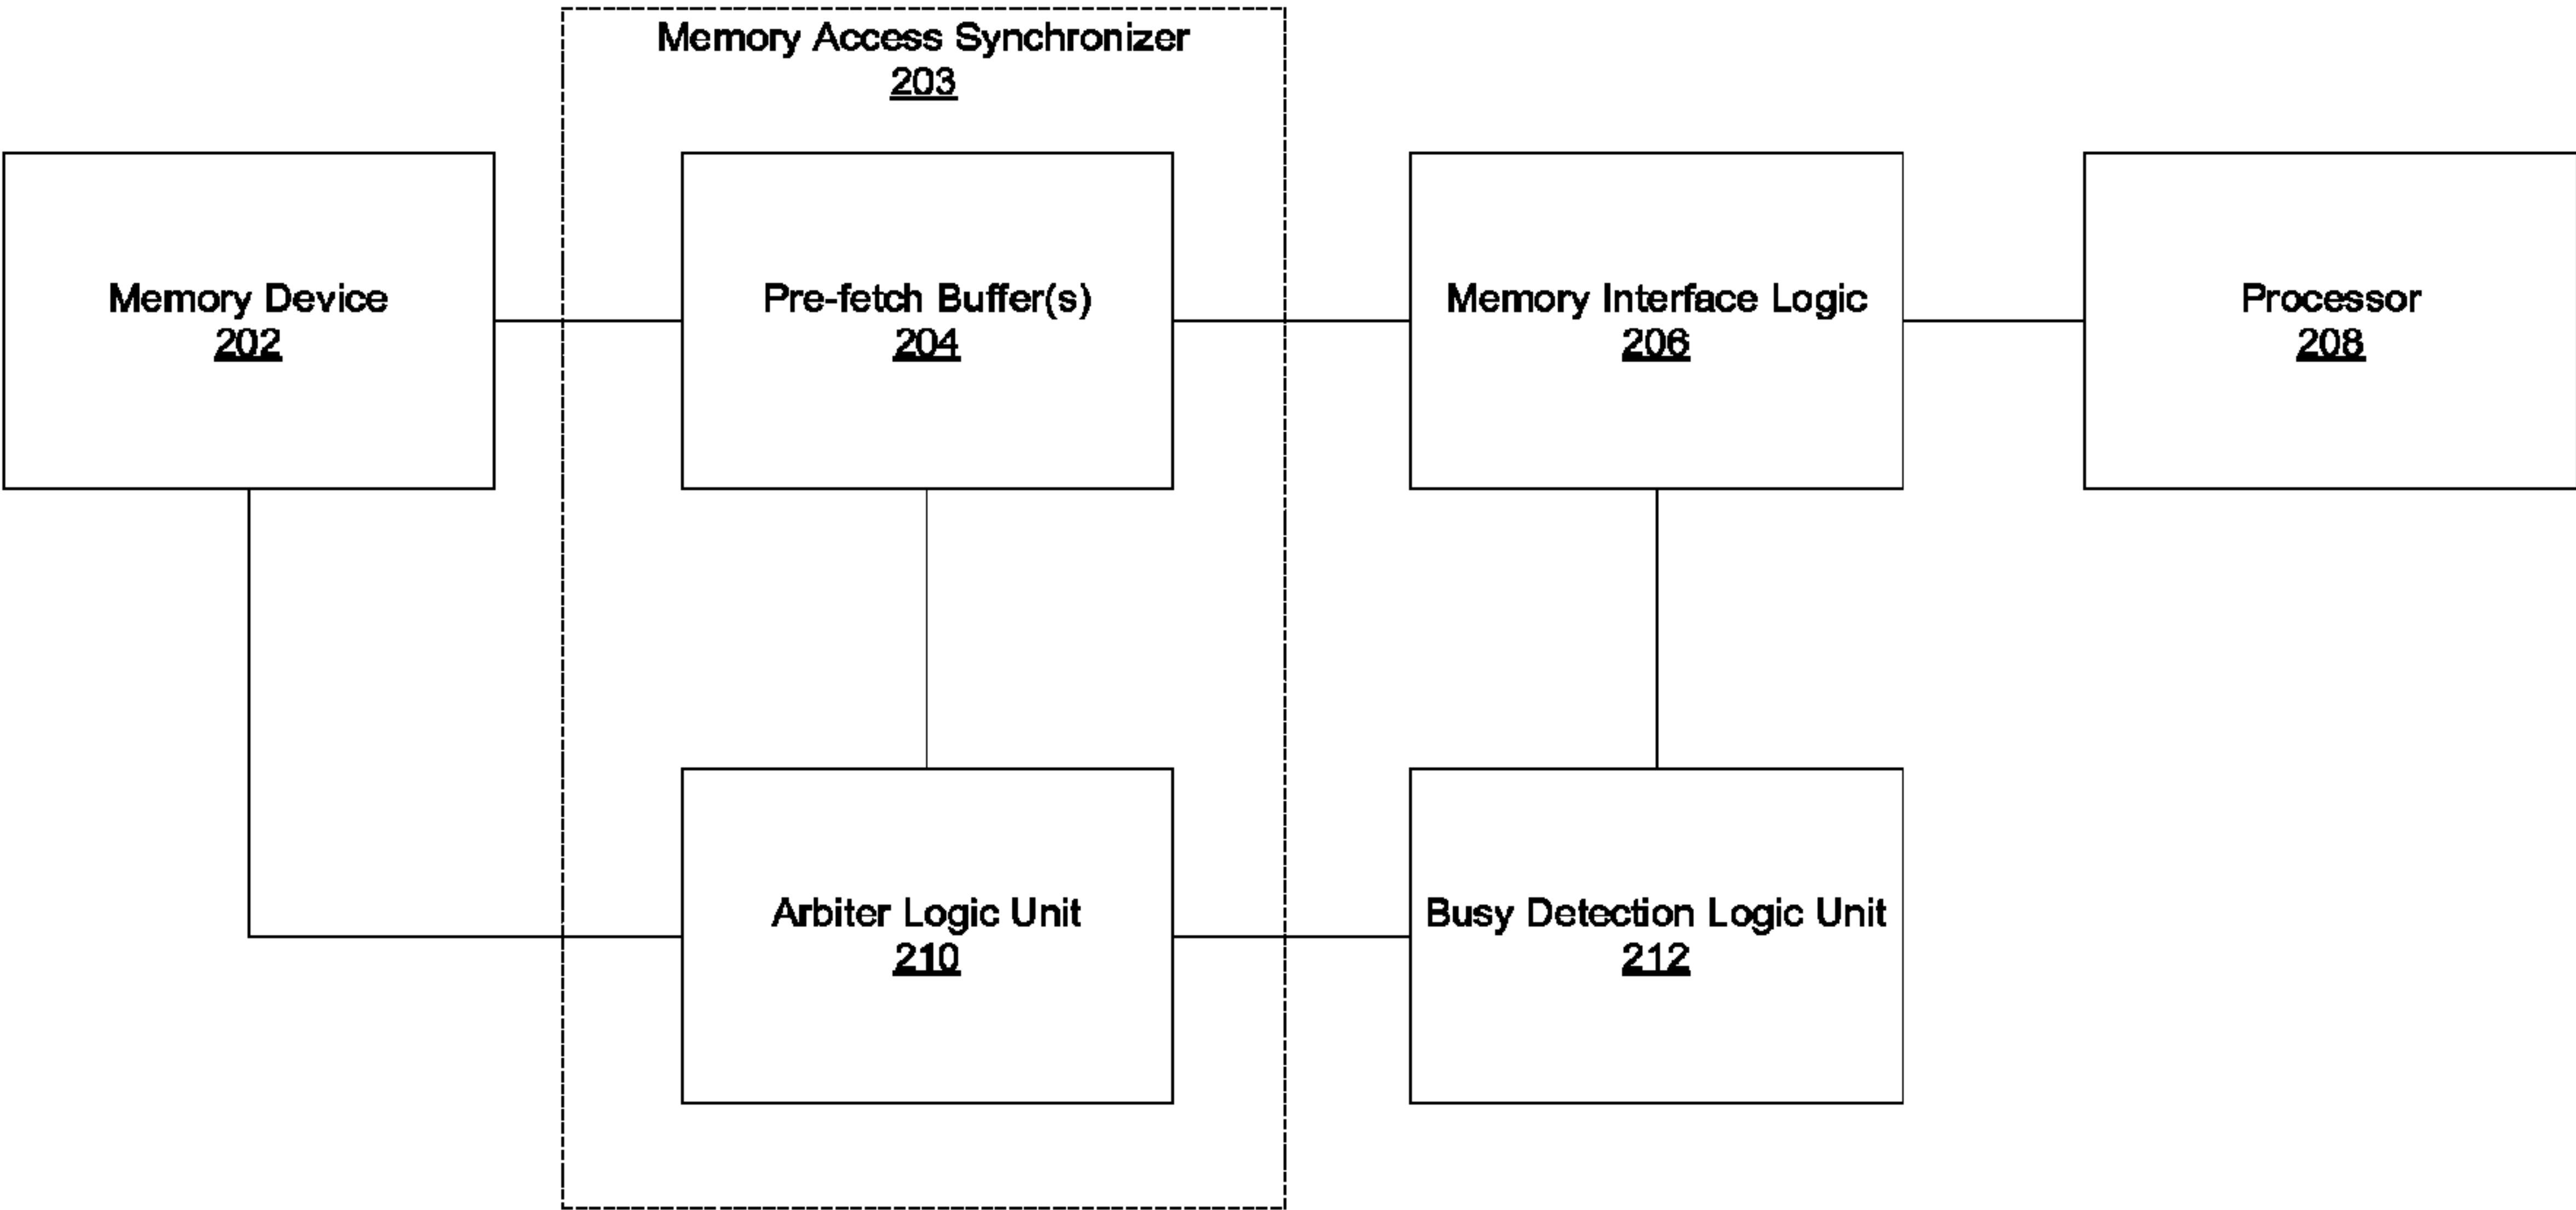 Memory Access Synchronizer
203
Memory Device
202
Pre-fetch Buffer(s)
204
Memory Interface Logic
206
Processor
208
Arbiter Logic Unit
210
Busy Detection Logic Unit
212